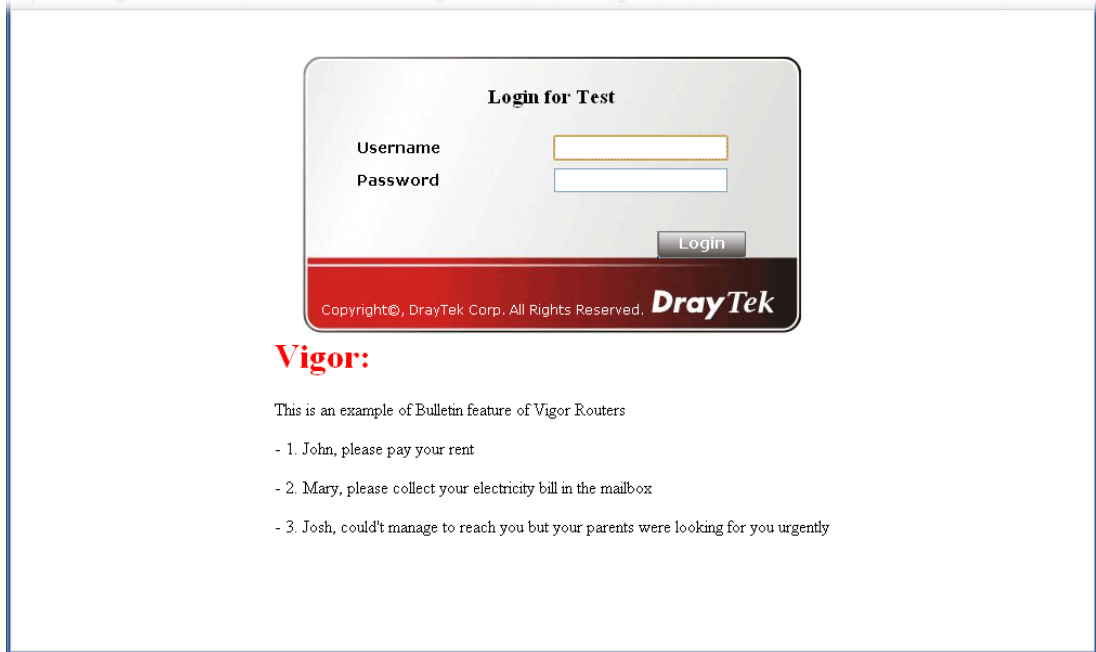 Login for Test
Username
Password
Login
Copyright©, DrayTek Corp. All Rights Reserved. DrayTek
Vigor:
This is an example of Bulletin feature of Vigor Routers
- 1. John, please pay your rent
- 2. Mary, please collect your electricity bill in the mailbox
- 3. Josh, could't manage to reach you but your parents were looking for you urgently